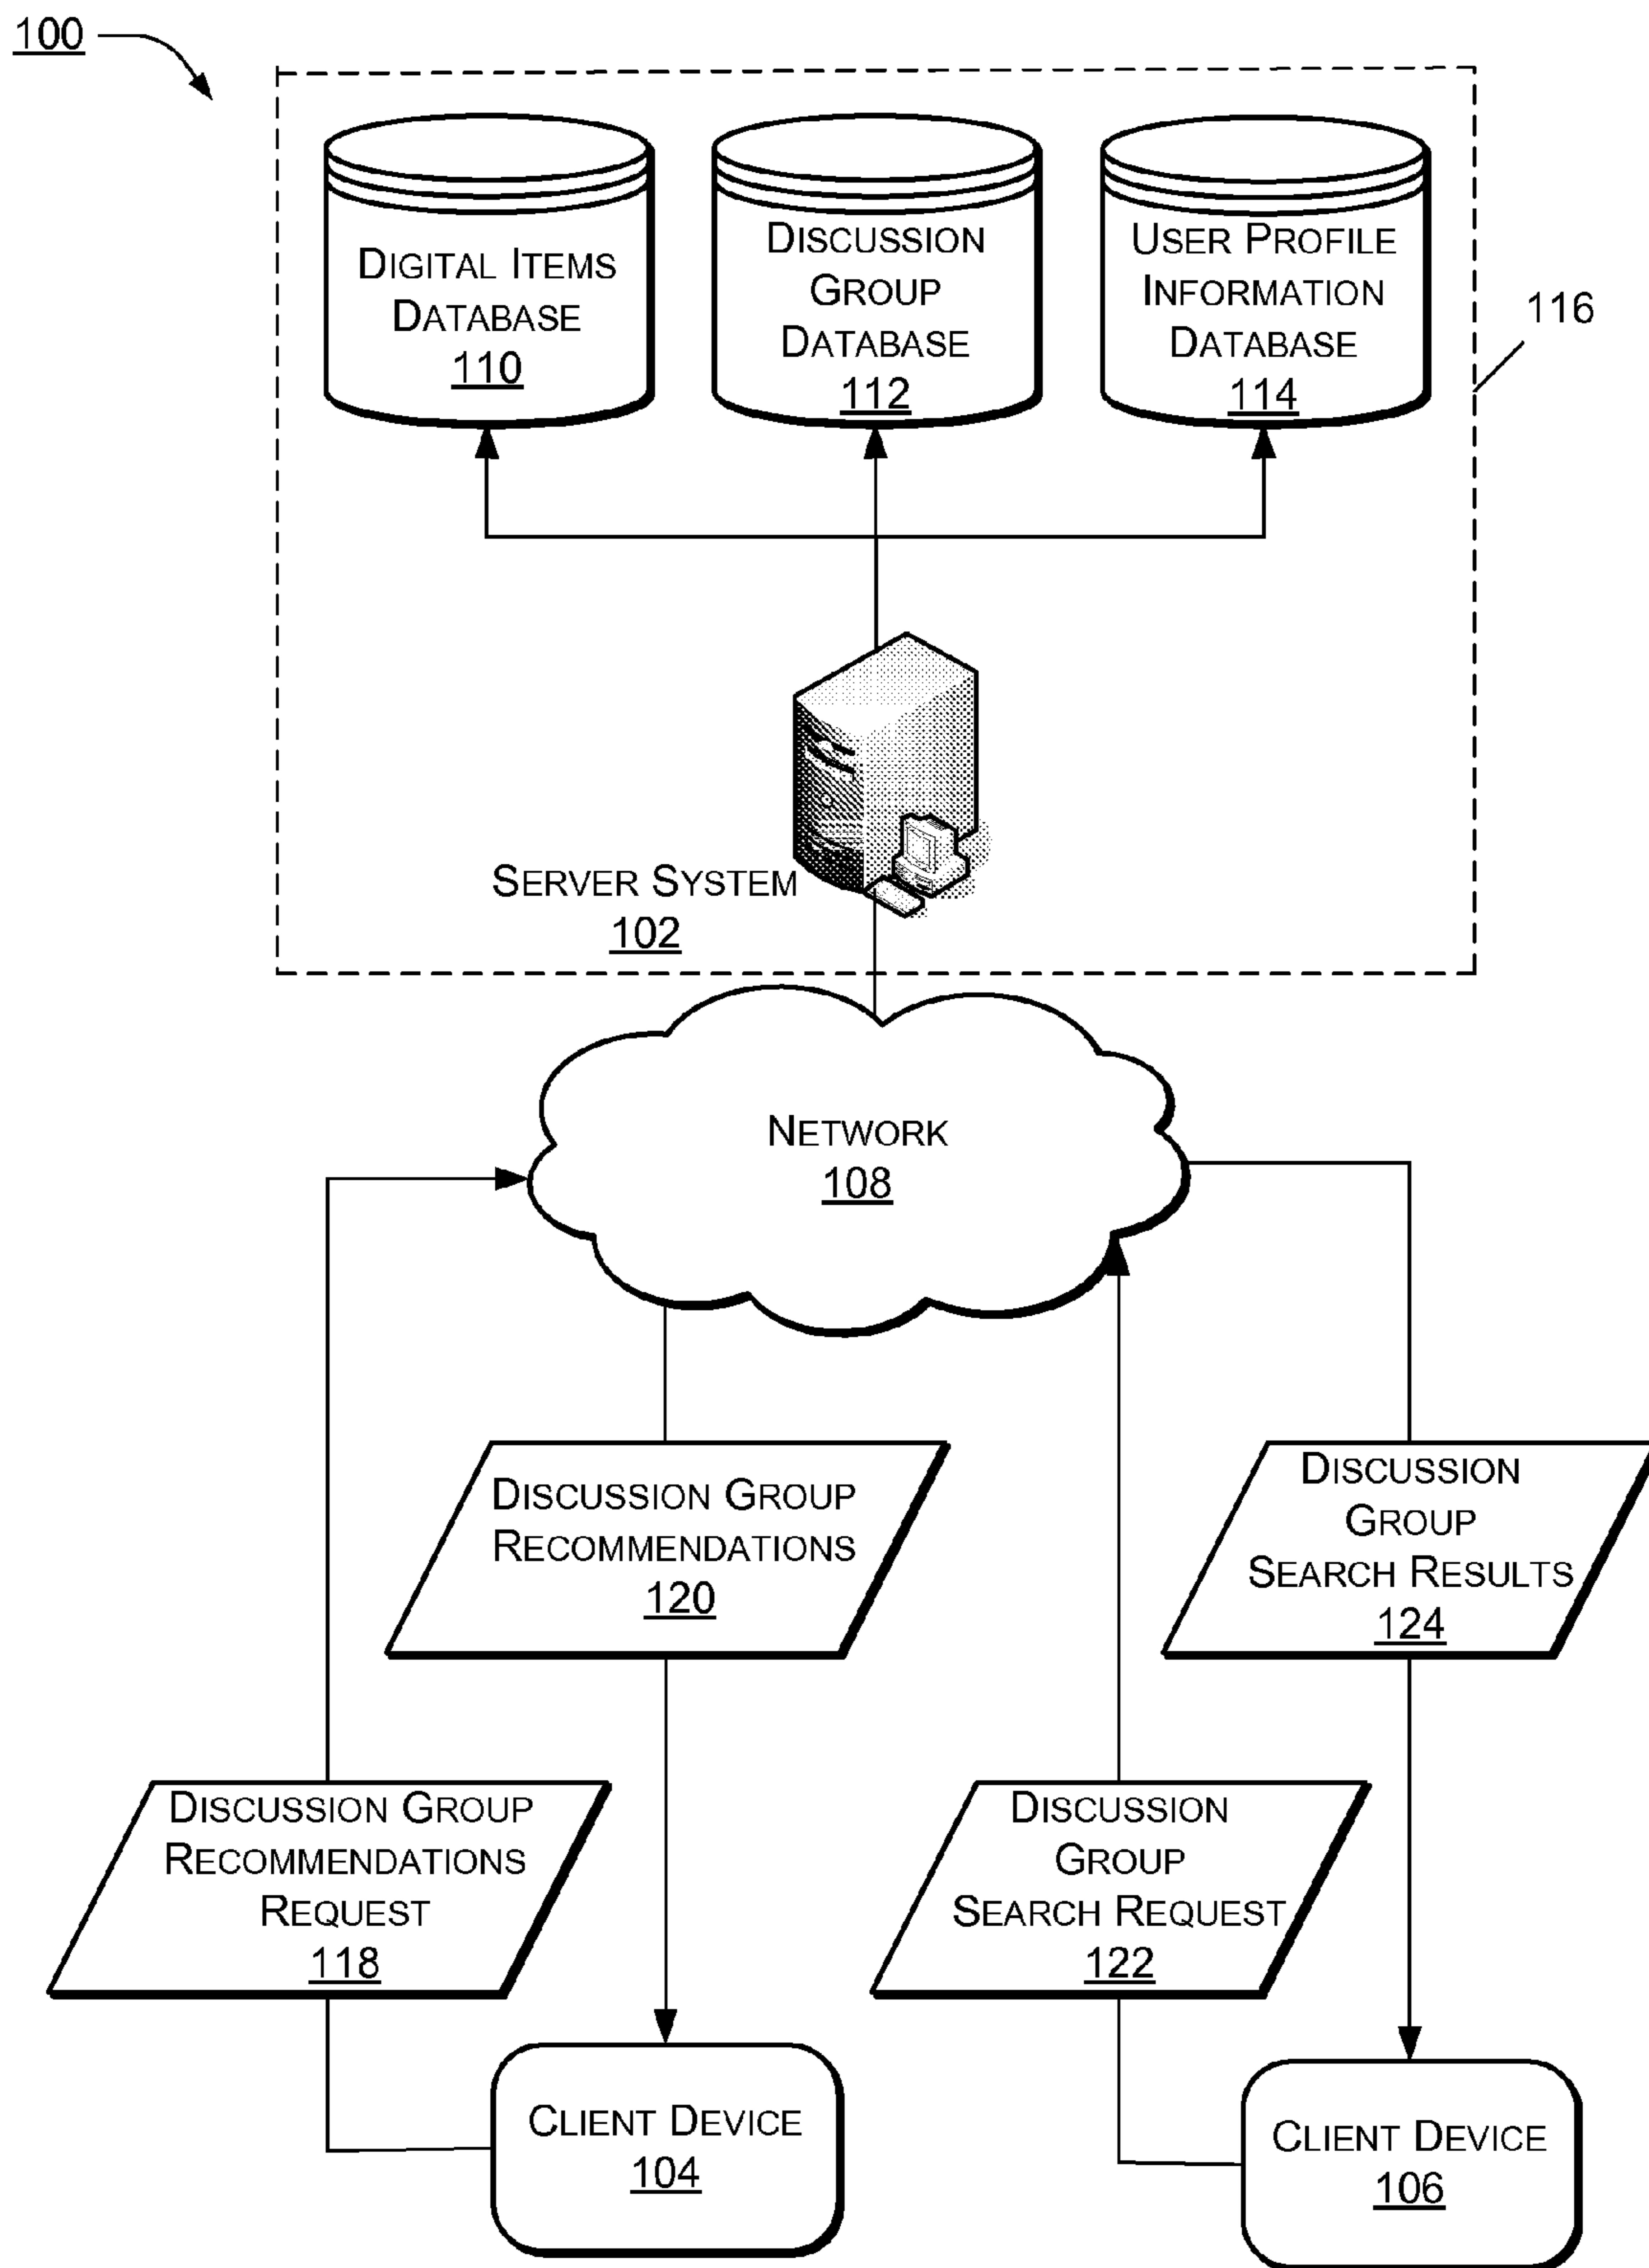 100
DIGITAL ITEMS
DATABASE
110
DISCUSSION
GROUP
DATABASE
112
USER PROFILE
INFORMATION
DATABASE
114
116
SERVER SYSTEM
102
NETWORK
108
DISCUSSION GROUP
RECOMMENDATIONS
120
DISCUSSION
GROUP
SEARCH RESULTS
124
DISCUSSION GROUP
RECOMMENDATIONS
REQUEST
118
DISCUSSION
GROUP
SEARCH REQUEST
122
CLIENT DEVICE
104
CLIENT DEVICE
106